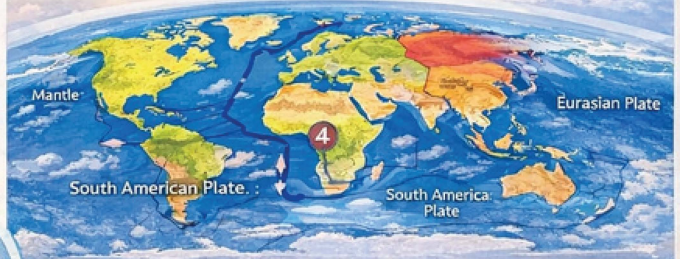 4
Mantle
Eurasian Plate
South American Plate. :
South America:
Plate